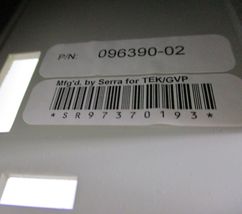 P/N: 096390-02
Mfg'd. by Serra for TEK/GVP
*SR97370193*